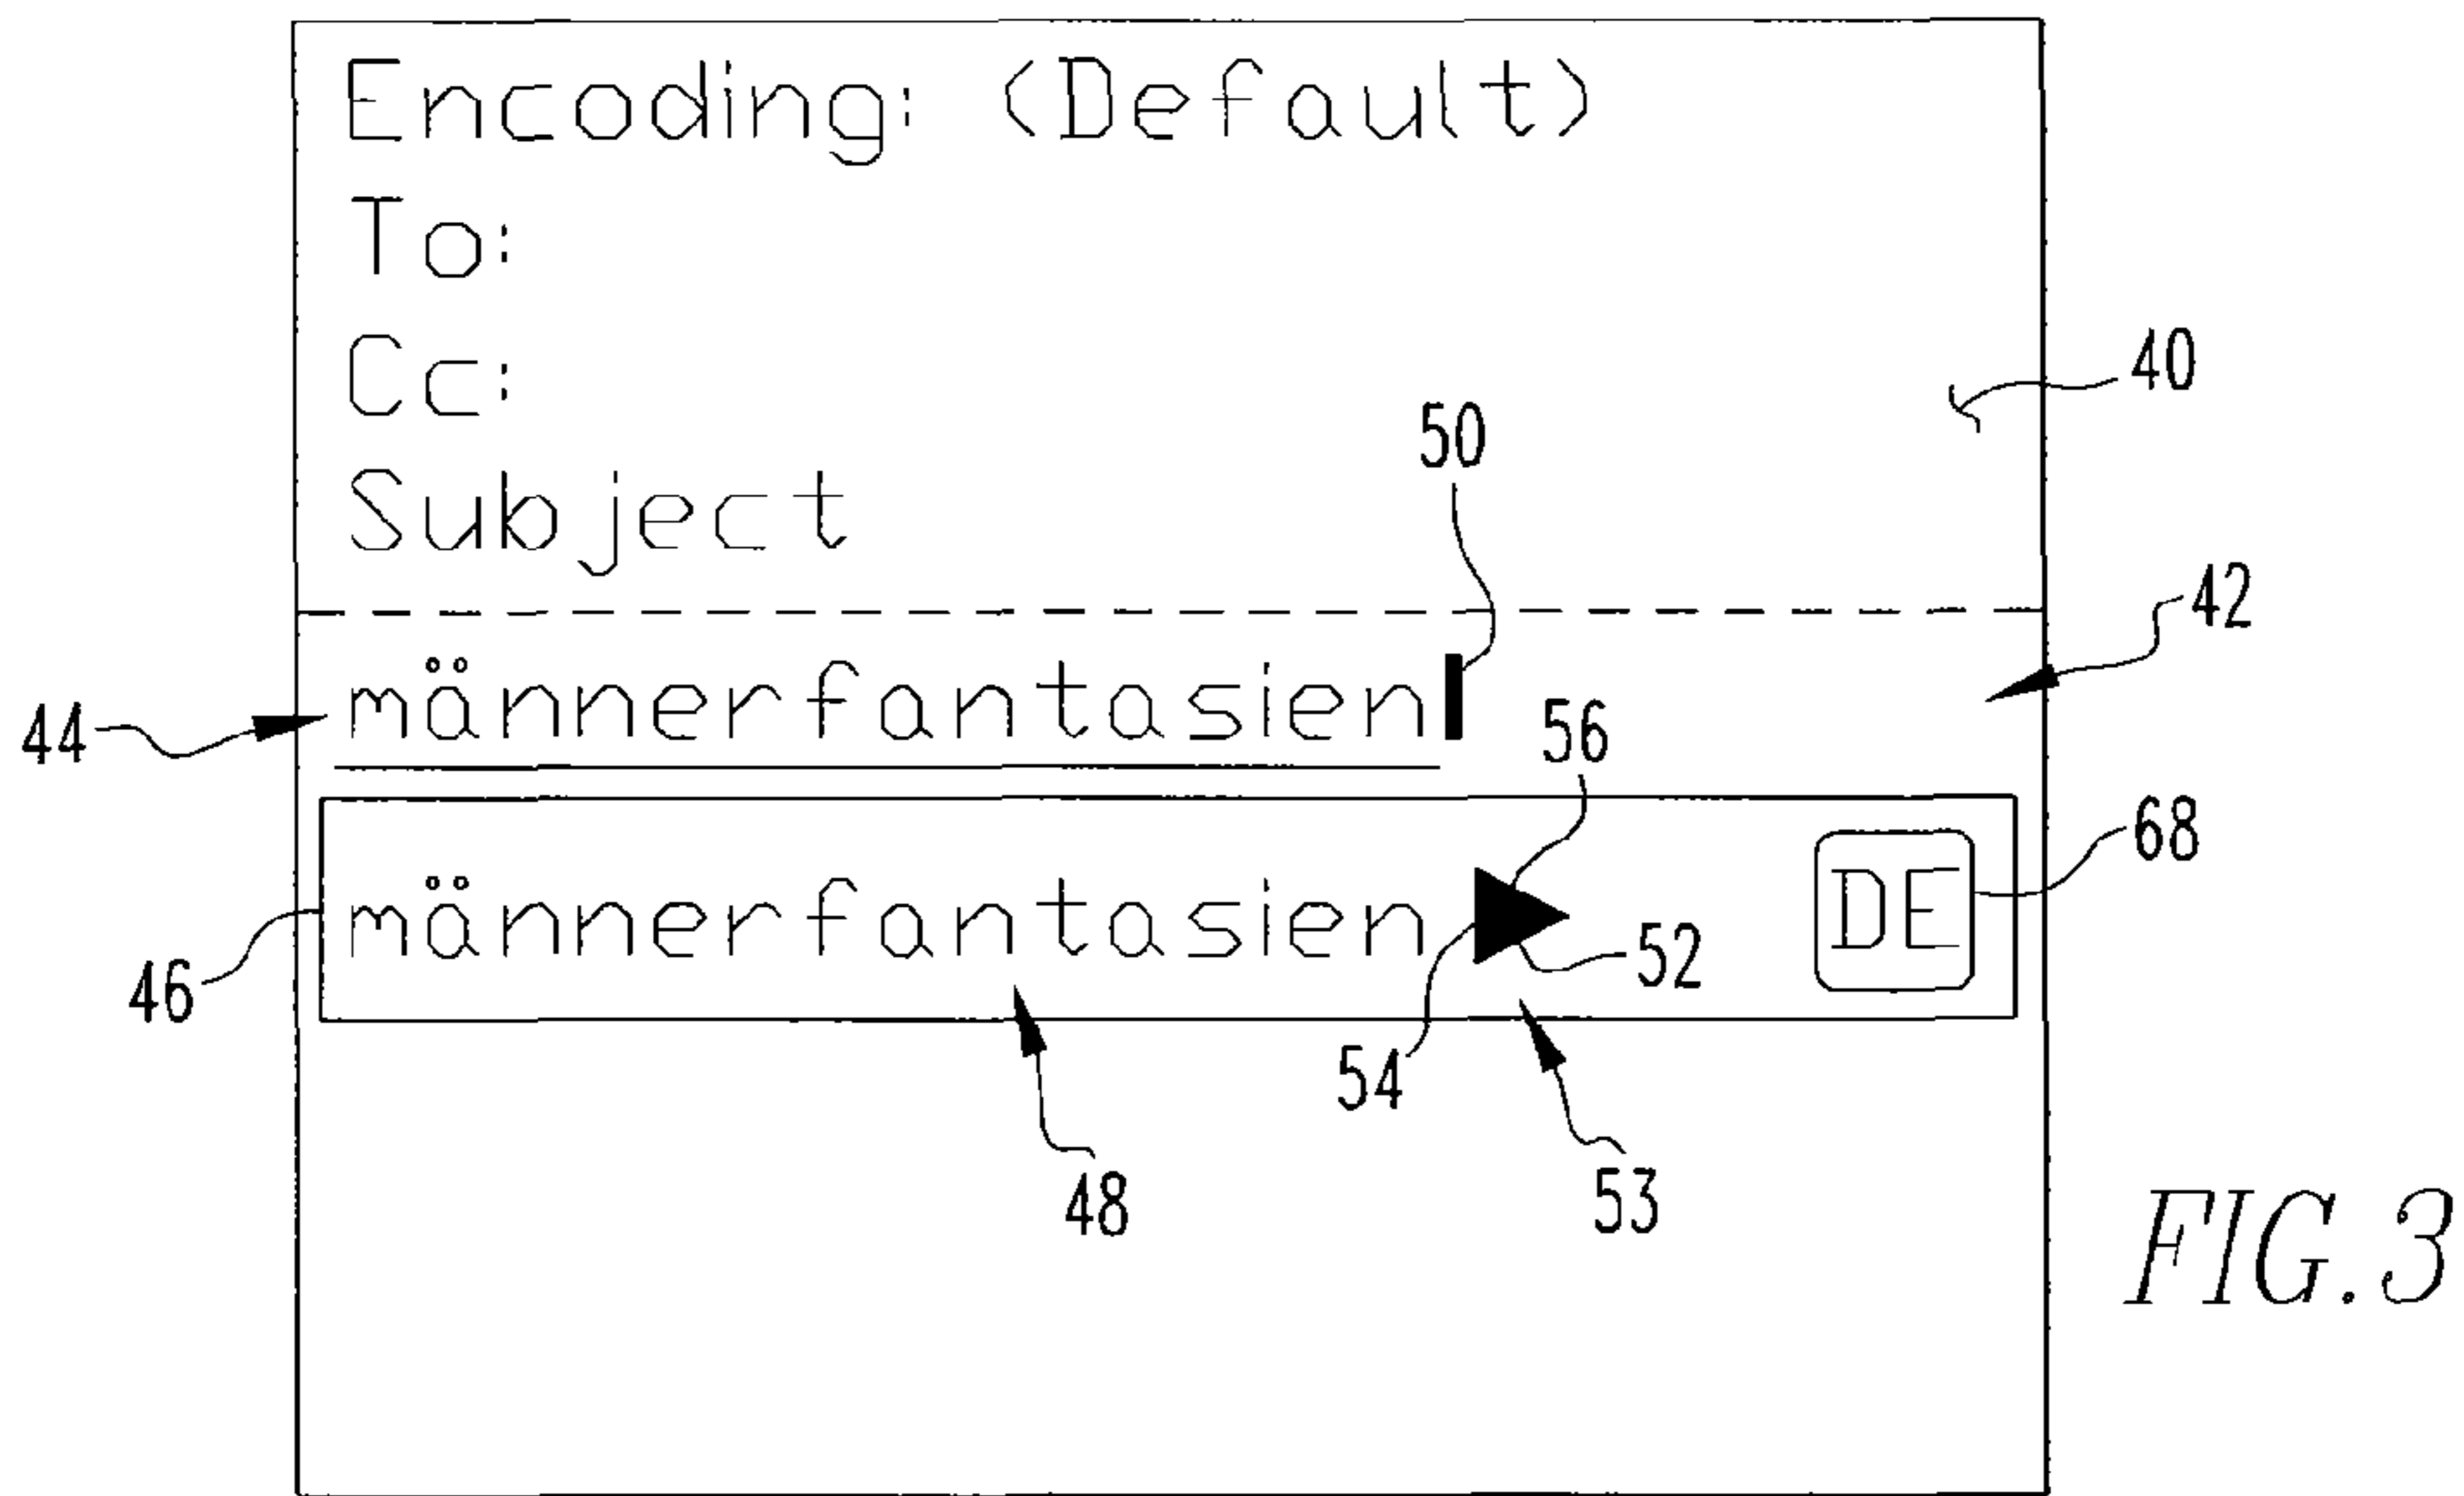 Encoding: (Default)
To:
Cc:
40
50
Subject
42
männerfantasien
44
56
68
männerfantasien DE
52
46
54
48
53
FIG.3